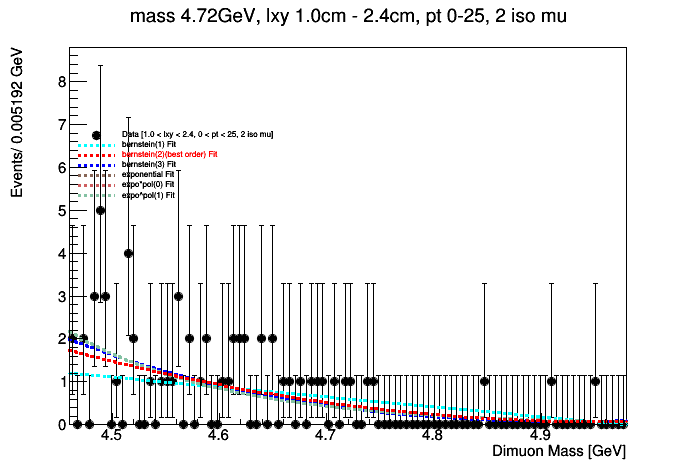 mass 4.72GeV, lxy 1.0cm - 2.4cm, pt 0-25, 2 iso mu
Events/ 0.005192 GeV
8
7
Data [1.0 < lxy < 2.4, 0 < pt < 25, 2 iso mu]
bernstein(1) Fit
bernstein(2)(best order) Fit
bernstein(3) Fit
6
exponential Fit
expo*pol(0) Fit
expo*pol(1) Fit
5
4
3
2
1
0
4.5 4.6 4.7 4.8 4.9
Dimuon Mass [GeV]